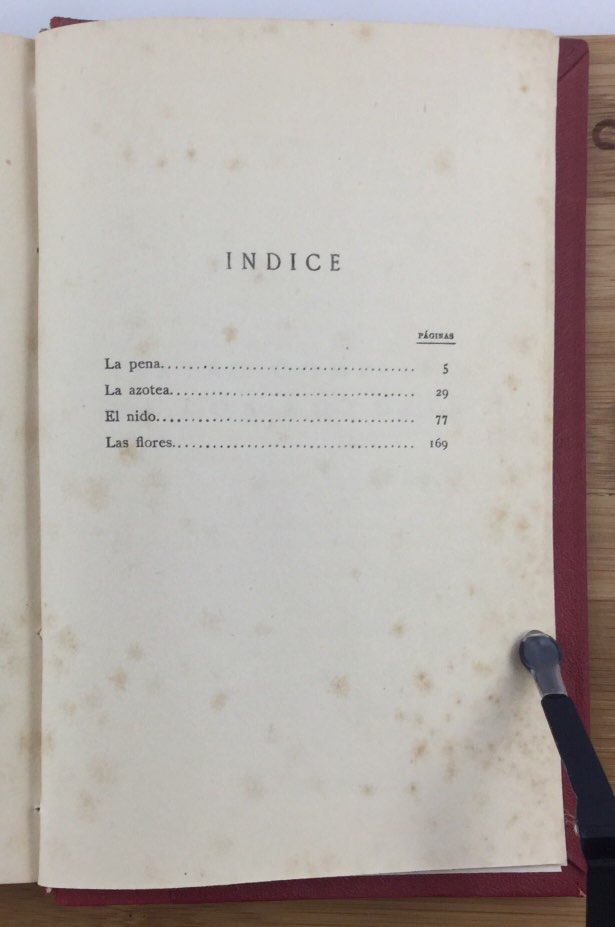 INDICE
PÁGINAS
La pena....................................... 5
La azotea..................................... 29
El nido....................................... 77
Las flores..................................... 169